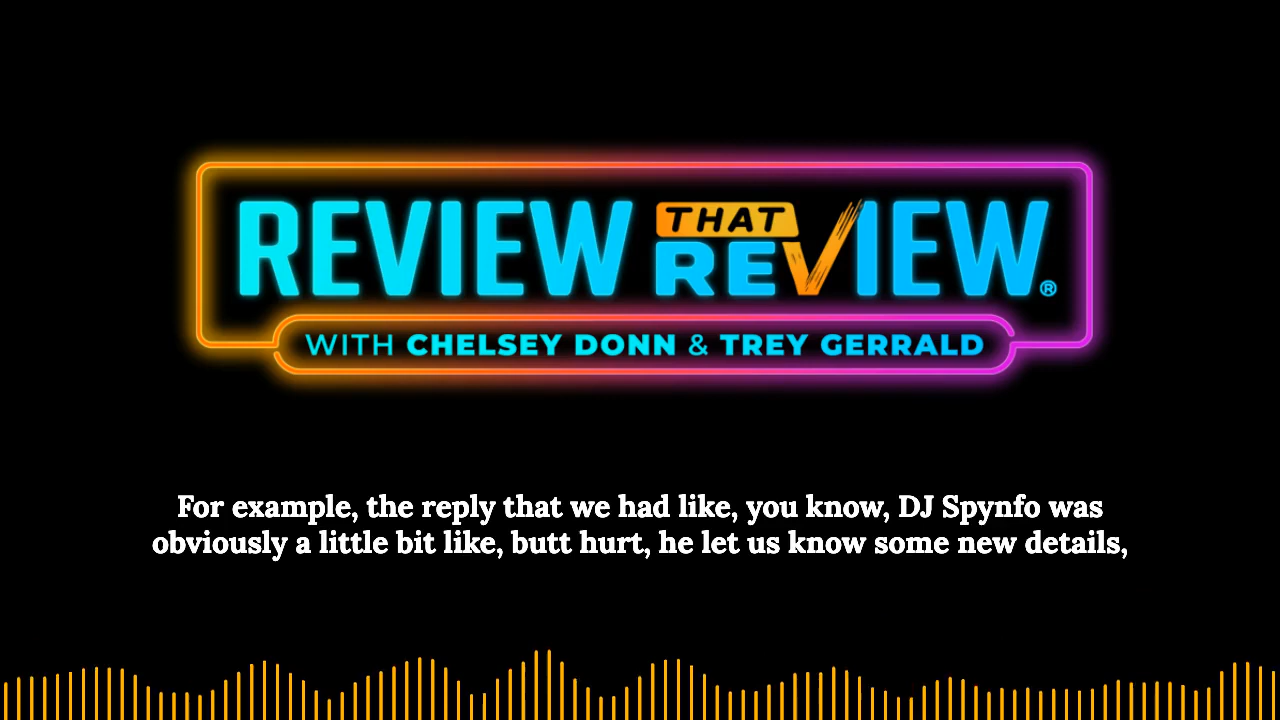 REVIEW THAT REVIEW®
WITH CHELSEY DONN & TREY GERRALD
For example, the reply that we had like, you know, DJ Spynfo was
obviously a little bit like, butt hurt, he let us know some new details,